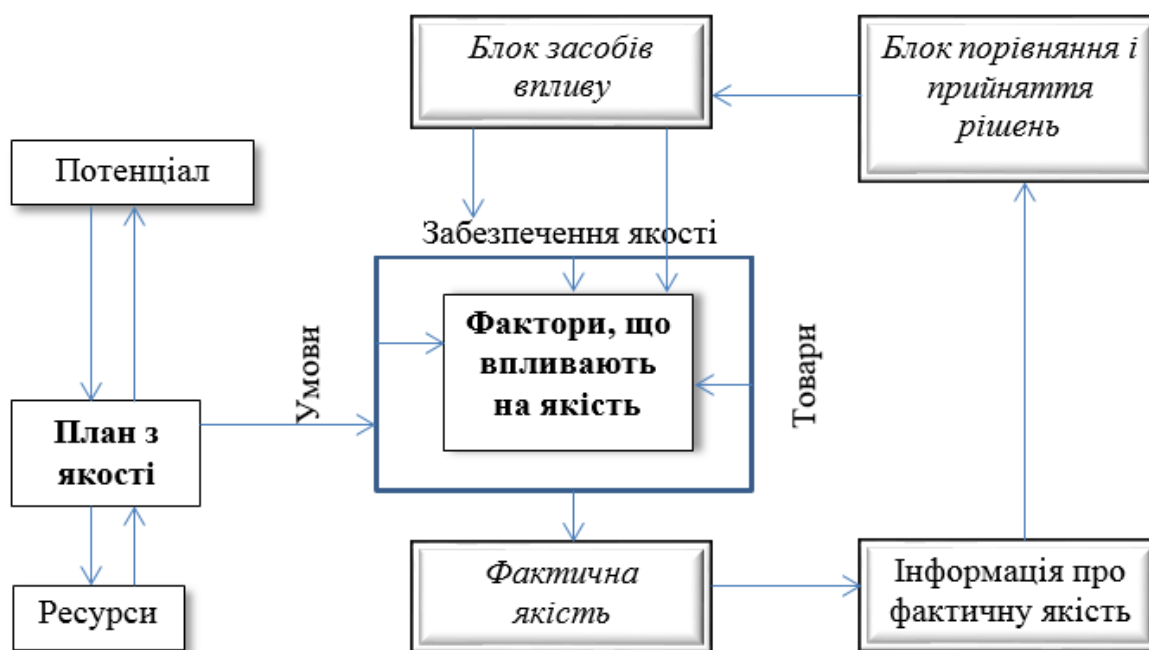 Блок засобів
впливу
Блок порівняння і
прийняття
рішень
Потенціал
Забезпечення якості
Умови
Фактори, що
впливають
на якість
Товари
План з
якості
Ресурси
Фактична
якість
Інформація про
фактичну якість